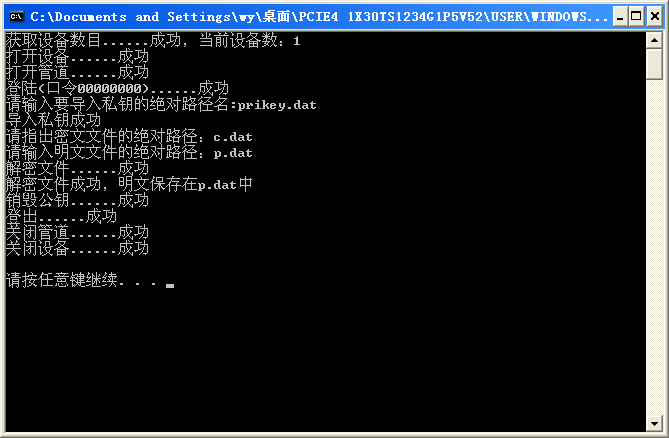 C:\Documents and Settings\wy\桌面\PCIE4 1X30TS1234G1P5V52\USER\WINDOWS...
获取设备数目......成功, 当前设备数: 1
打开设备......成功
打开管道......成功
登陆(口令00000000)......成功
请输入要导入私钥的绝对路径名:prikey.dat
导入私钥成功
请指出密文文件的绝对路径: c.dat
请输入明文文件的绝对路径: p.dat
解密文件......成功
解密文件成功, 明文保存在p.dat中
销毁公钥......成功
登出......成功
关闭管道......成功
关闭设备......成功
请按任意键继续. . .